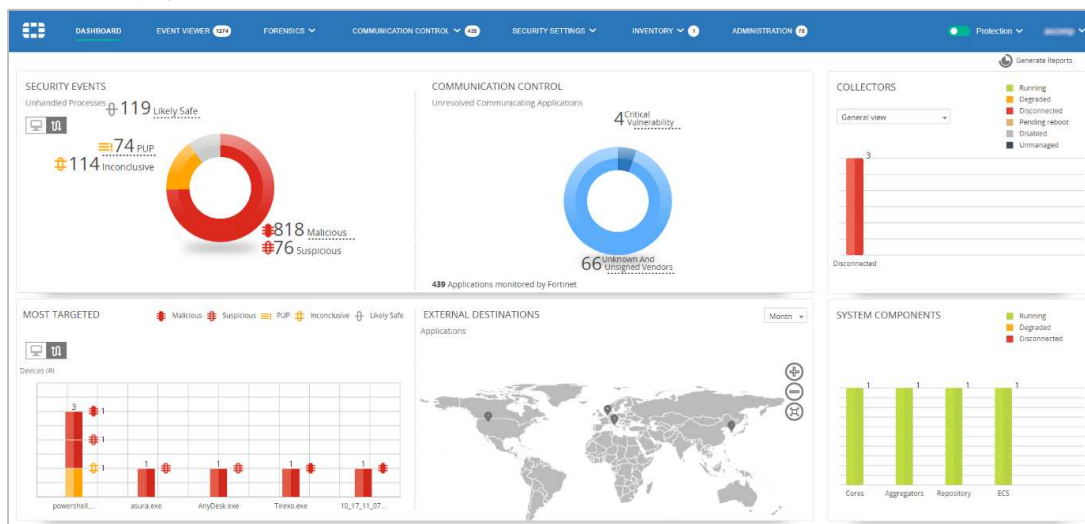 DASHBOARD
EVENT VIEWER 1274
FORENSICS
COMMUNICATION CONTROL 439
SECURITY SETTINGS
INVENTORY 1
ADMINISTRATION 78
Protection
Generate Reports
SECURITY EVENTS
Unhandled Processes
119 Likely Safe
74 PUP
114 Inconclusive
818 Malicious
76 Suspicious
COMMUNICATION CONTROL
Unresolved Communicating Applications
4 Critical
Vulnerability
66 Unknown And
Unsigned Vendors
439 Applications monitored by Fortinet
COLLECTORS
General view
Running
Degraded
Disconnected
Pending reboot
Disabled
Unmanaged
3
Disconnected
MOST TARGETED
Malicious Suspicious PUP Inconclusive Likely Safe
Devices (#)
3 1
1
1
1 1 1 1
powershell... asura.exe AnyDesk.exe Tirexo.exe 10_17_11_07...
EXTERNAL DESTINATIONS
Applications
Month
SYSTEM COMPONENTS
Running
Degraded
Disconnected
1 1 1 1
Cores Aggregators Repository ECS